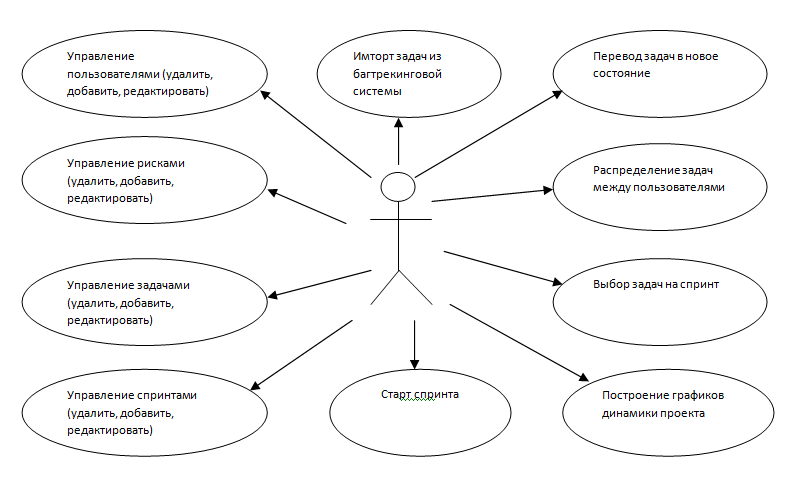 Управление
пользователями (удалить,
добавить, редактировать)
Имторт задач из
багтрекинговой
системы
Перевод задач в новое
состояние
Управление рисками
(удалить, добавить,
редактировать)
Распределение задач
между пользователями
Управление задачами
(удалить, добавить,
редактировать)
Выбор задач на спринт
Управление спринтами
(удалить, добавить,
редактировать)
Старт спринта
Построение графиков
динамики проекта